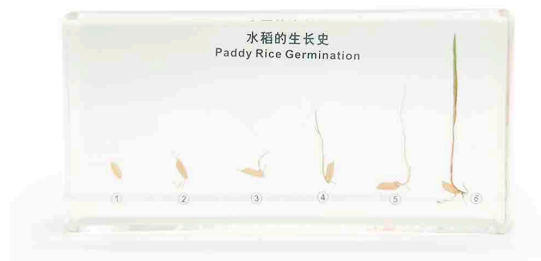 水稻的生长史
Paddy Rice Germination
① ② ③ ④ ⑤ ⑥